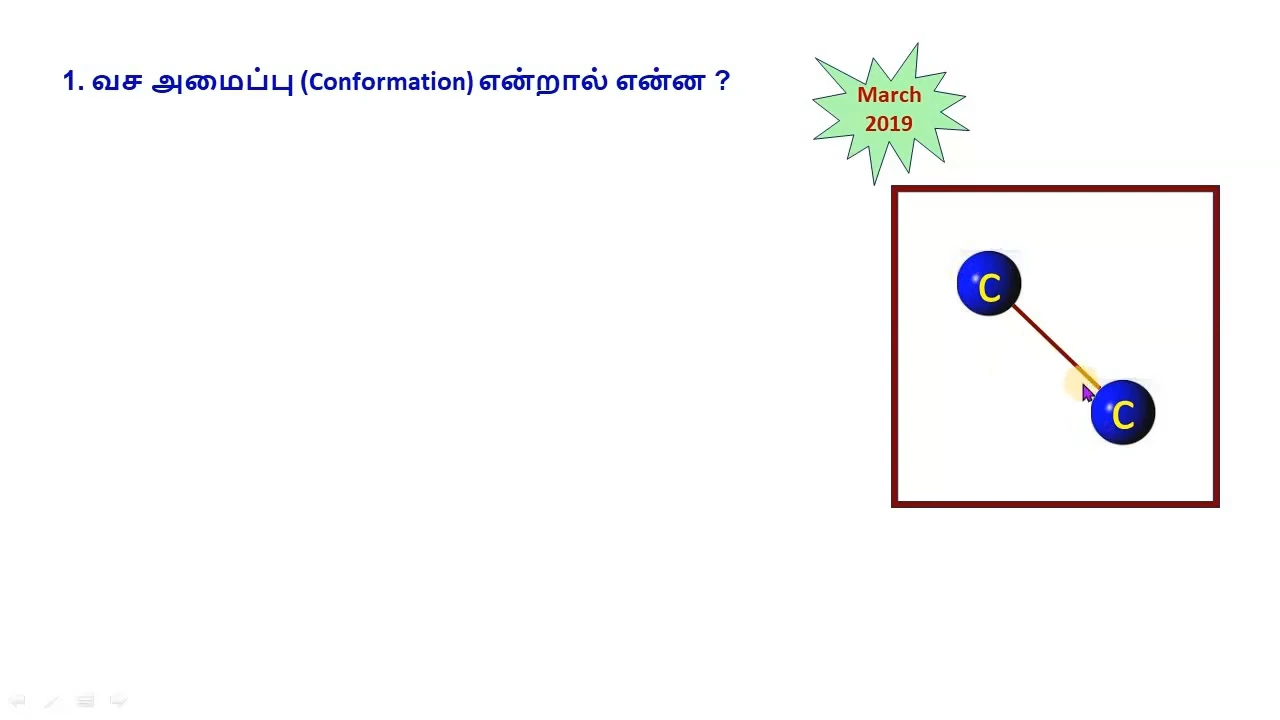 1. வச அமைப்பு (Conformation) என்றால் என்ன ?
March
2019
C
C